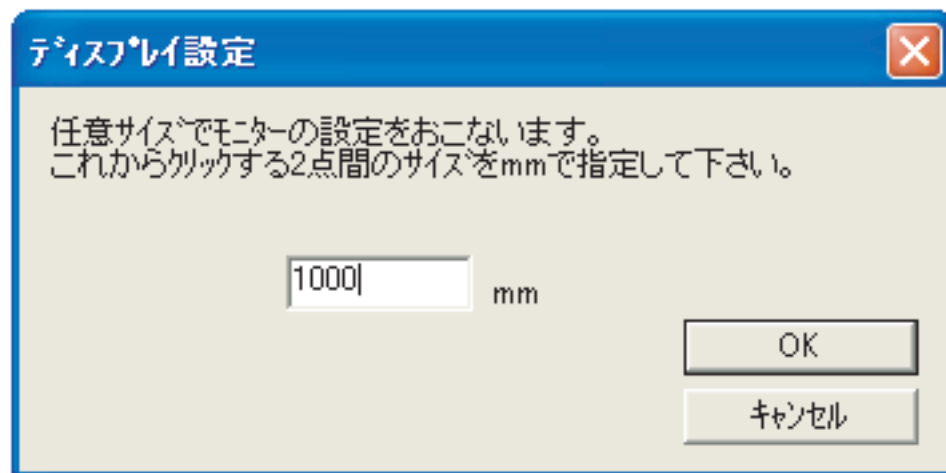 ディスプレイ設定
任意サイズでモニターの設定をおこないます。
これからクリックする2点間のサイズをmmで指定して下さい。
1000
mm
OK
キャンセル